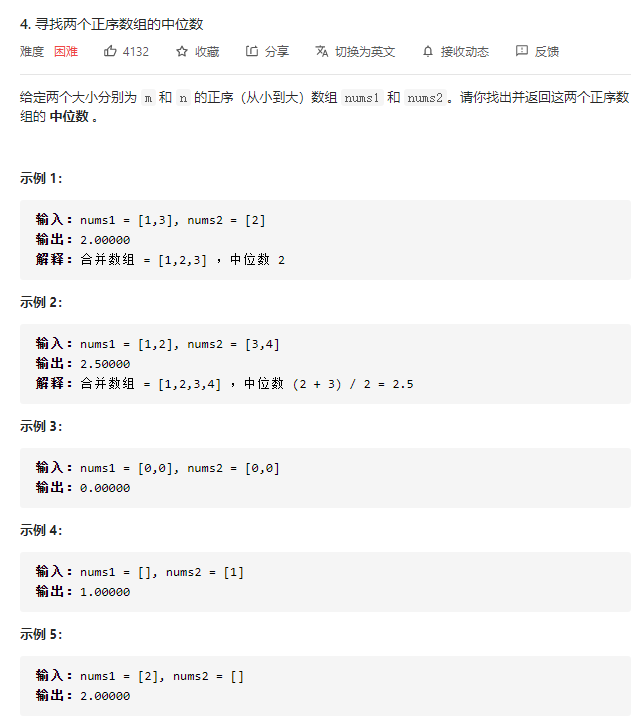 4. 寻找两个正序数组的中位数
难度 困难 4132 收藏 分享 切换为英文 接收动态 反馈
给定两个大小分别为 m 和 n 的正序（从小到大）数组 nums1 和 nums2。请你找出并返回这两个正序数
组的 中位数 。
示例 1：
输入：nums1 = [1,3], nums2 = [2]
输出：2.00000
解释：合并数组 = [1,2,3] ，中位数 2
示例 2：
输入：nums1 = [1,2], nums2 = [3,4]
输出：2.50000
解释：合并数组 = [1,2,3,4] ，中位数 (2 + 3) / 2 = 2.5
示例 3：
输入：nums1 = [0,0], nums2 = [0,0]
输出：0.00000
示例 4：
输入：nums1 = [], nums2 = [1]
输出：1.00000
示例 5：
输入：nums1 = [2], nums2 = []
输出：2.00000